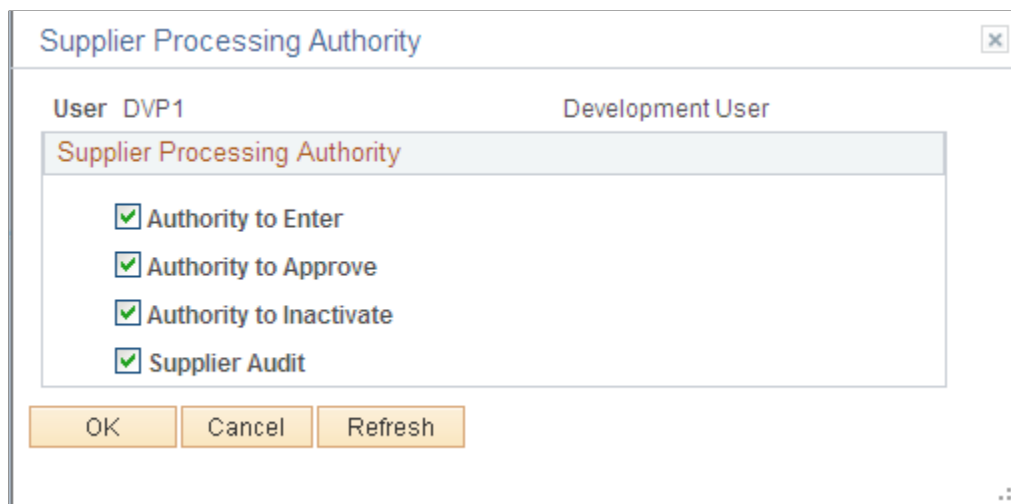 Supplier Processing Authority
User DVP1 Development User
Supplier Processing Authority
Authority to Enter
Authority to Approve
Authority to Inactivate
Supplier Audit
OK Cancel Refresh